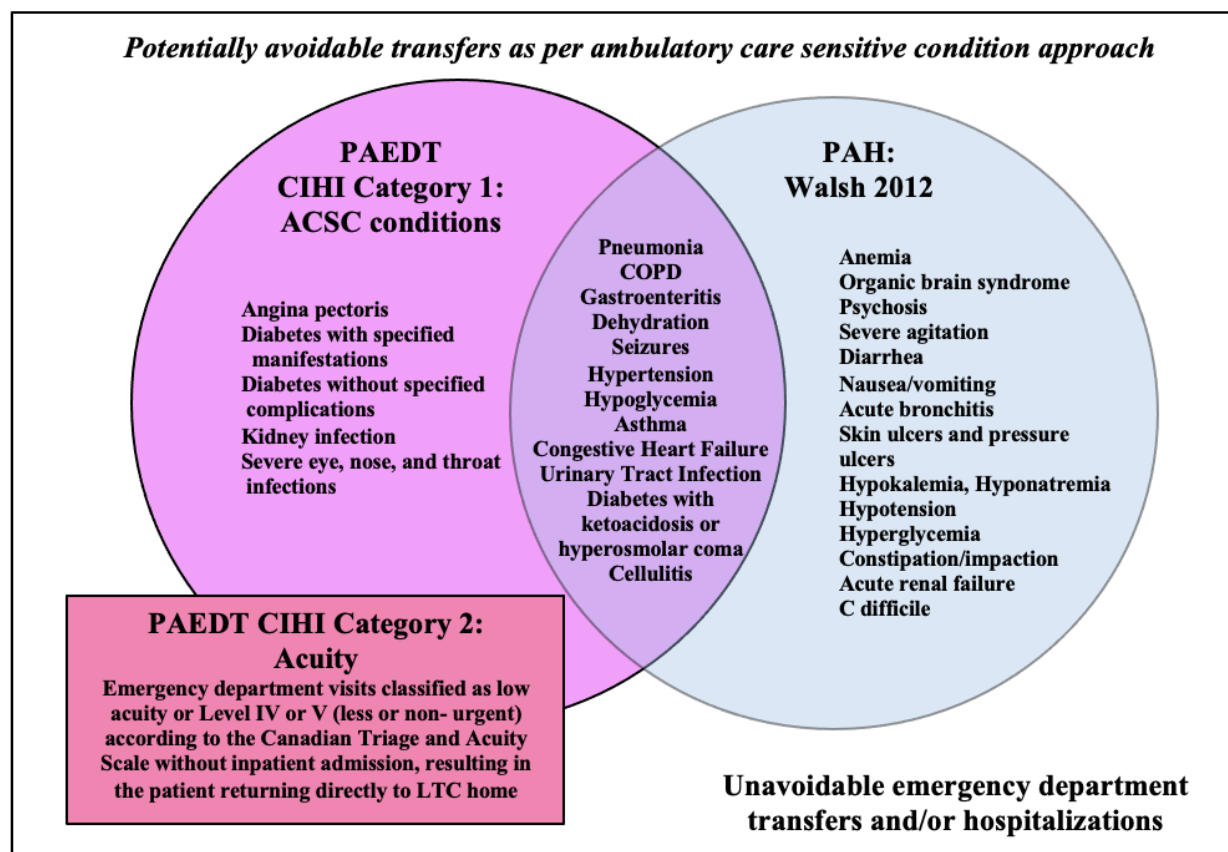 Potentially avoidable transfers as per ambulatory care sensitive condition approach
PAEDT
CIHI Category 1:
ACSC conditions
Angina pectoris
Diabetes with specified
manifestations
Diabetes without specified
complications
Kidney infection
Severe eye, nose, and throat
infections
Pneumonia
COPD
Gastroenteritis
Dehydration
Seizures
Hypertension
Hypoglycemia
Asthma
Congestive Heart Failure
Urinary Tract Infection
Diabetes with
ketoacidosis or
hyperosmolar coma
Cellulitis
PAH:
Walsh 2012
Anemia
Organic brain syndrome
Psychosis
Severe agitation
Diarrhea
Nausea/vomiting
Acute bronchitis
Skin ulcers and pressure
ulcers
Hypokalemia, Hyponatremia
Hypotension
Hyperglycemia
Constipation/impaction
Acute renal failure
C difficile
PAEDT CIHI Category 2:
Acuity
Emergency department visits classified as low
acuity or Level IV or V (less or non- urgent)
according to the Canadian Triage and Acuity
Scale without inpatient admission, resulting in
the patient returning directly to LTC home
Unavoidable emergency department
transfers and/or hospitalizations